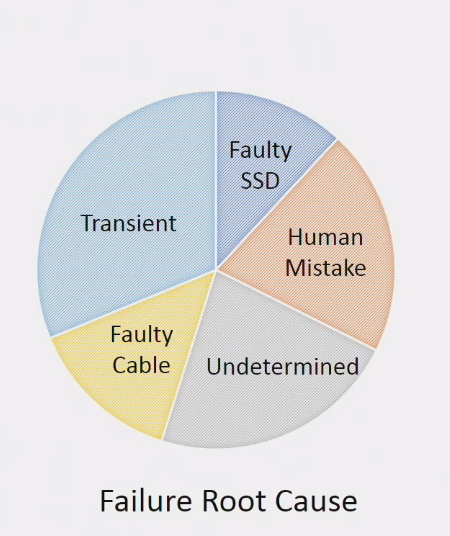 Faulty
SSD
Human
Mistake
Transient
Faulty
Cable
Undetermined
Failure Root Cause